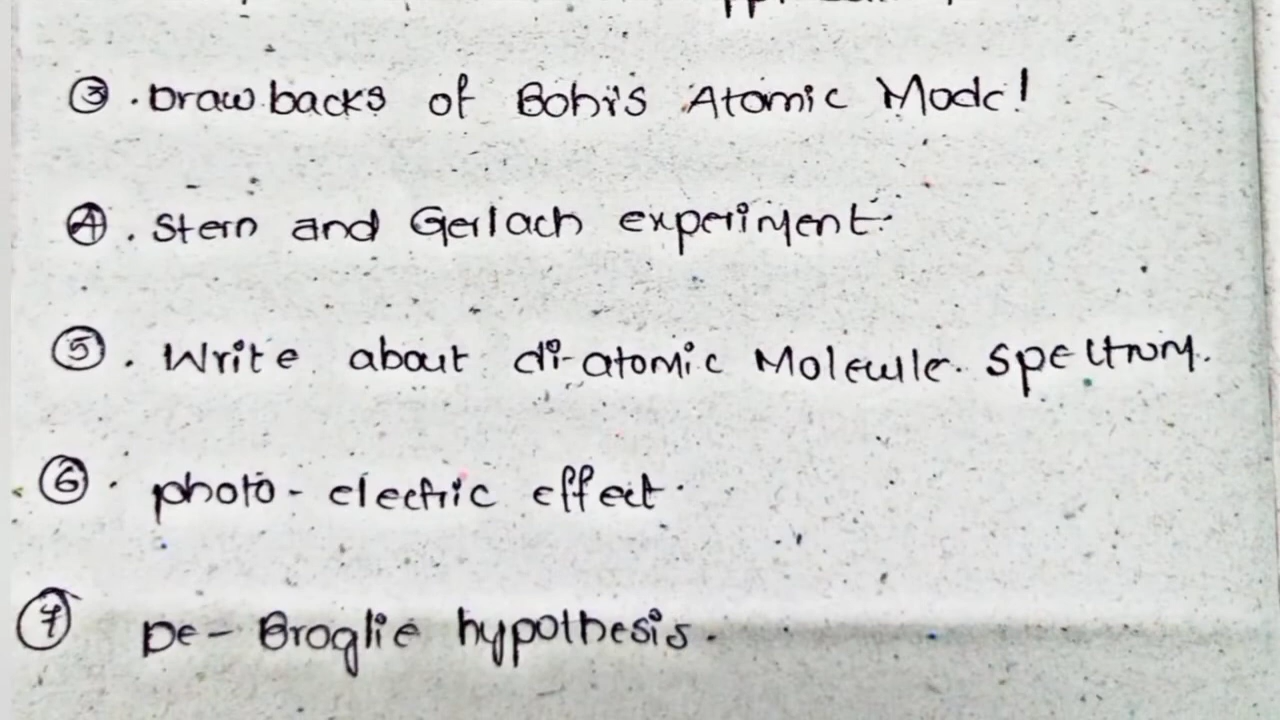 ③ . Drawbacks of Bohr's Atomic Model
④ . Stern and Gerlach experiment.
⑤ . Write about di-atomic Molecule. Spectrum.
⑥ . photo - electric effect.
⑦ De - Broglie hypothesis.